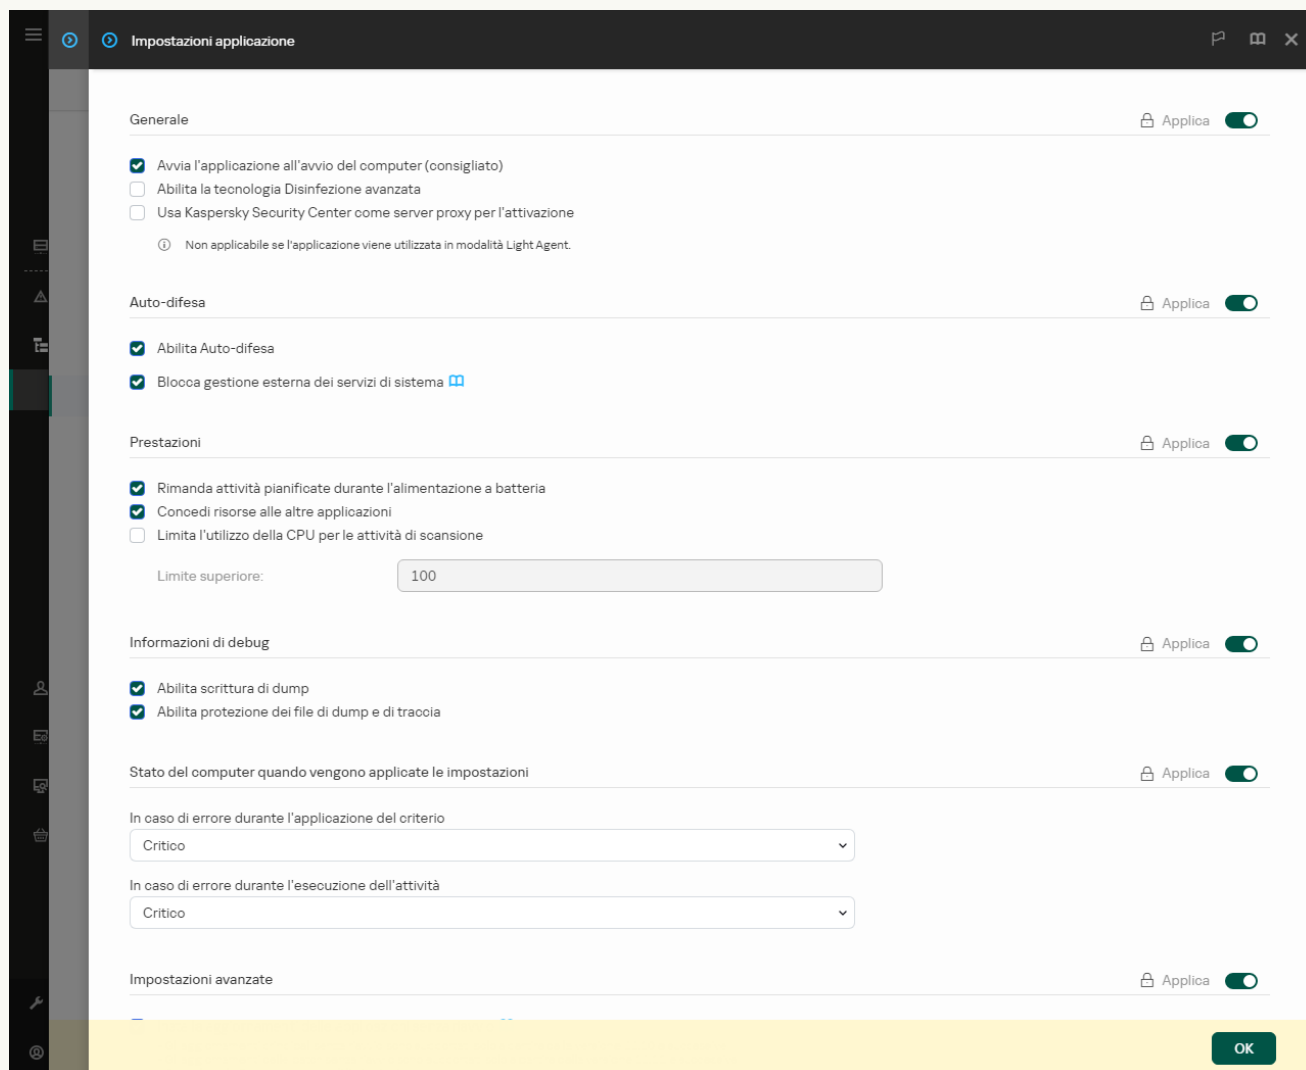 Impostazioni applicazione
Generale
Applica
Avvia l'applicazione all'avvio del computer (consigliato)
Abilita la tecnologia Disinfezione avanzata
Usa Kaspersky Security Center come server proxy per l'attivazione
Non applicabile se l'applicazione viene utilizzata in modalità Light Agent.
Auto-difesa
Applica
Abilita Auto-difesa
Blocca gestione esterna dei servizi di sistema
Prestazioni
Applica
Rimanda attività pianificate durante l'alimentazione a batteria
Concedi risorse alle altre applicazioni
Limita l'utilizzo della CPU per le attività di scansione
Limite superiore:
100
Informazioni di debug
Applica
Abilita scrittura di dump
Abilita protezione dei file di dump e di traccia
Stato del computer quando vengono applicate le impostazioni
Applica
In caso di errore durante l'applicazione del criterio
Critico
In caso di errore durante l'esecuzione dell'attività
Critico
Impostazioni avanzate
Applica
OK